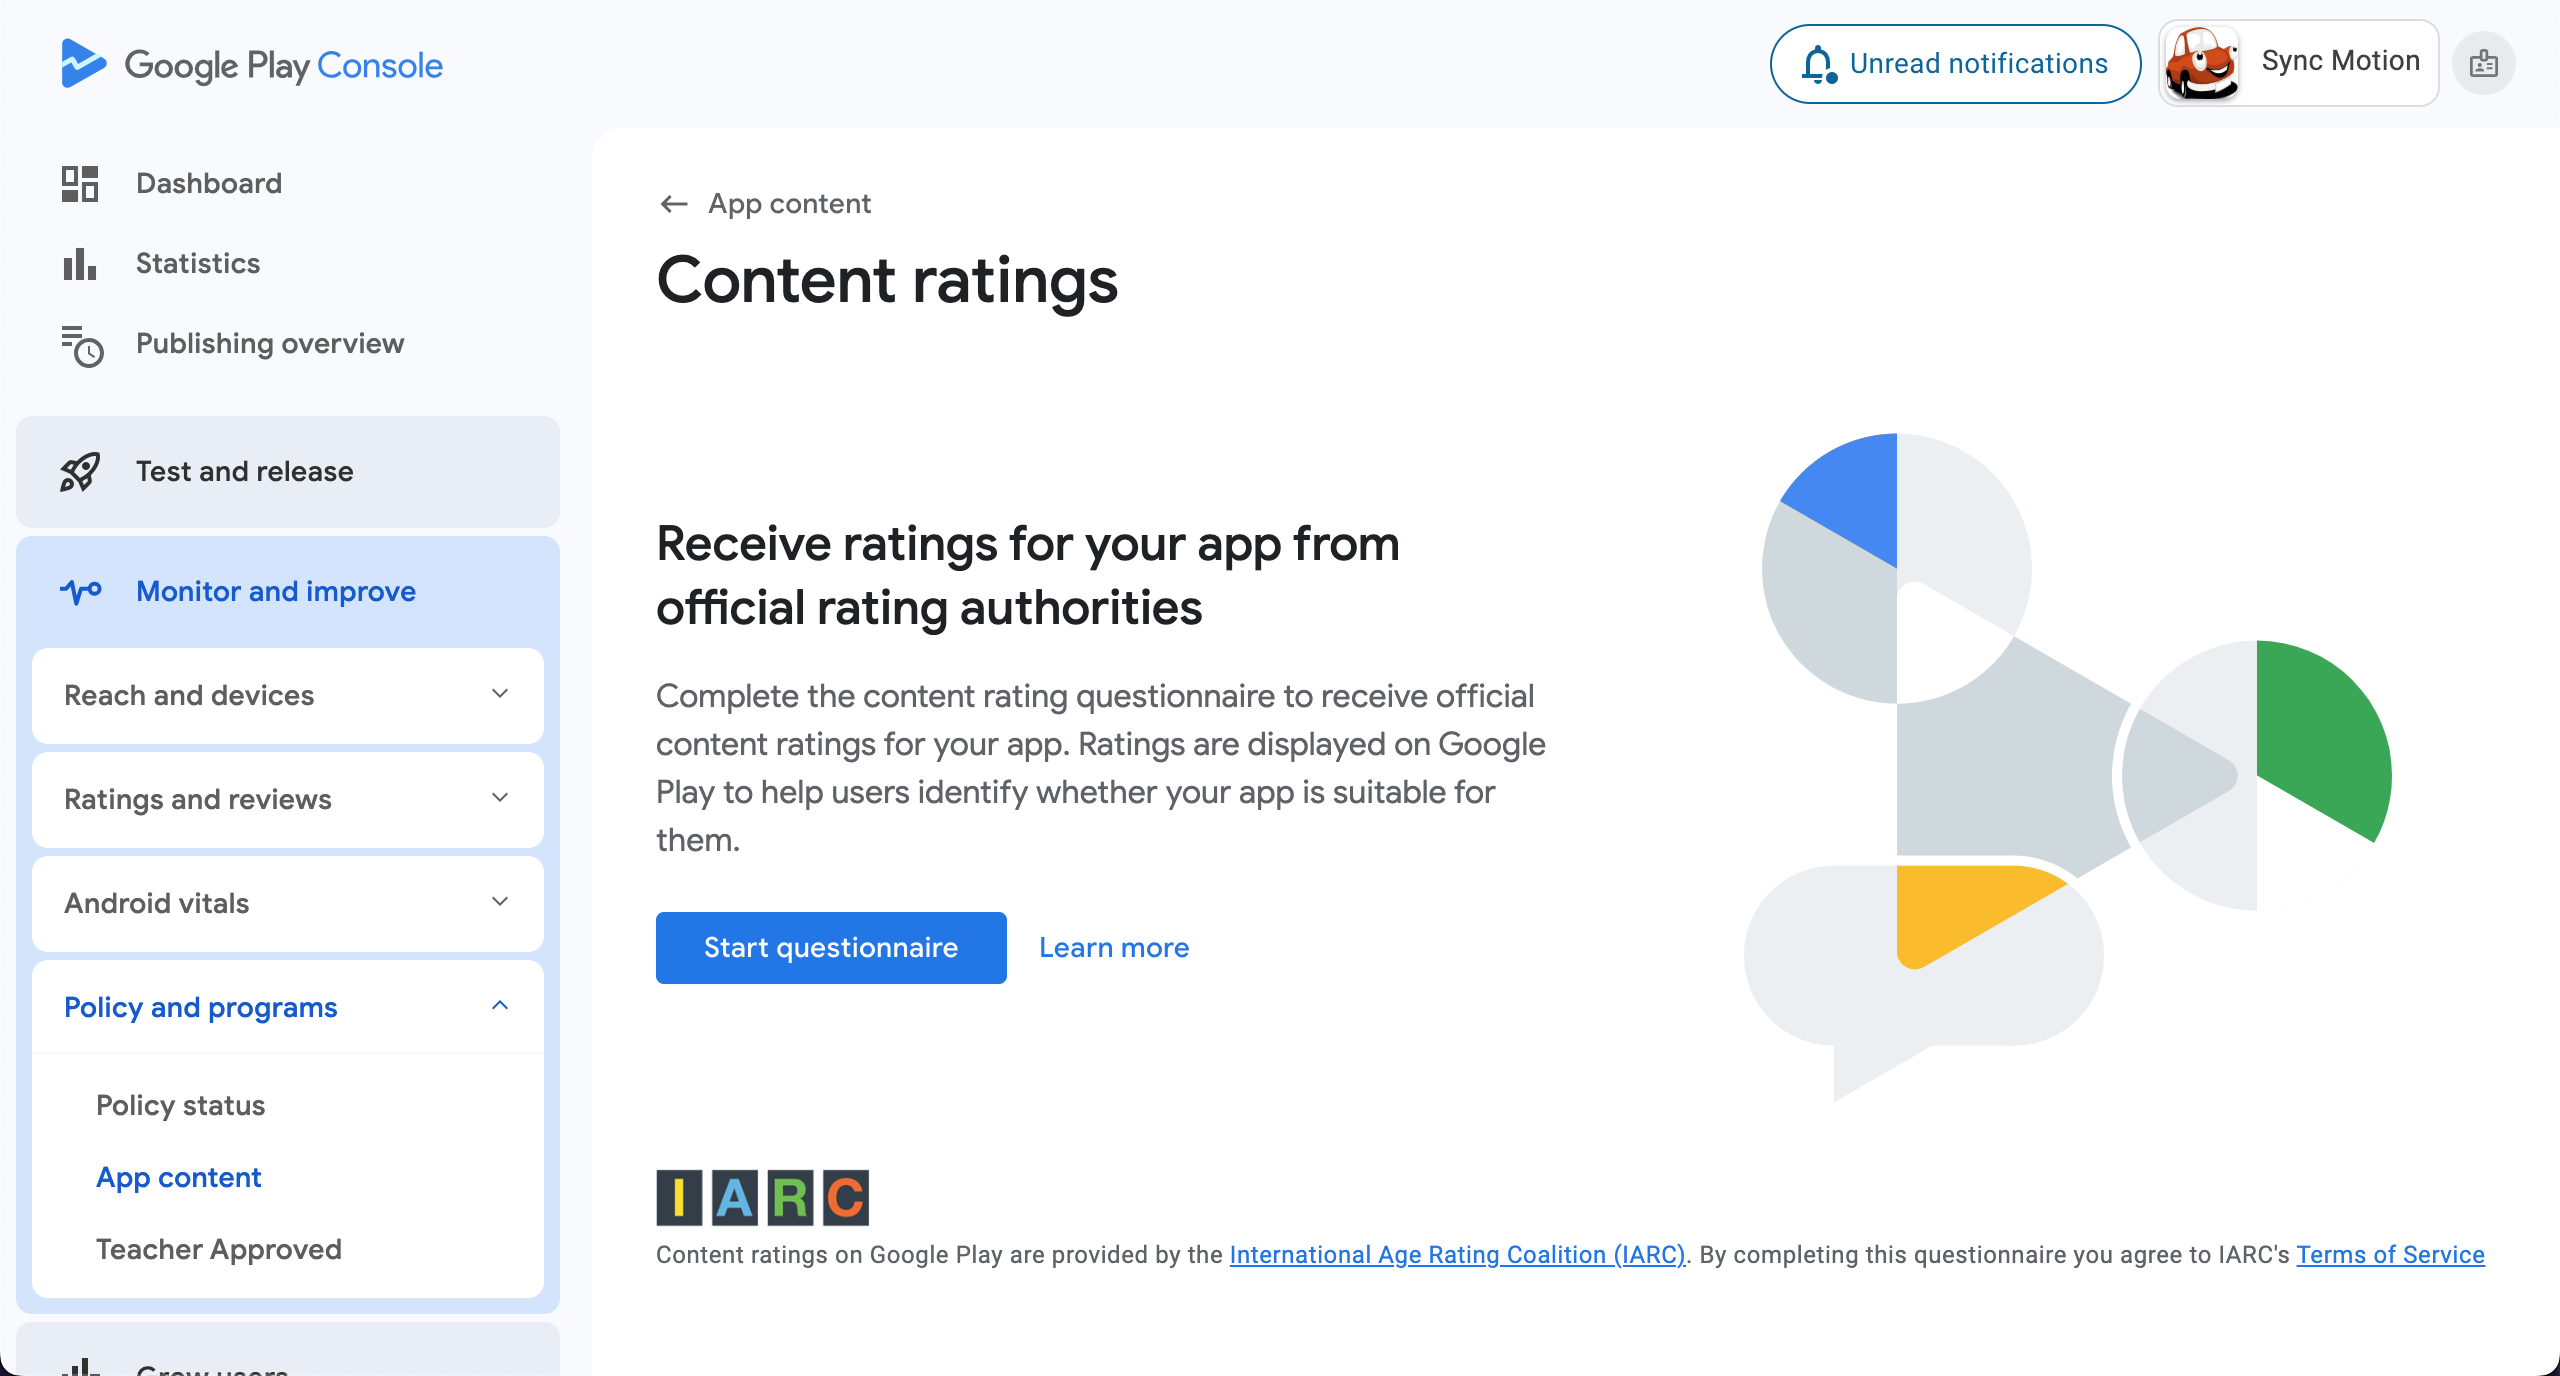 Google Play Console
Unread notifications
Sync Motion
Dashboard
Statistics
Publishing overview
Test and release
Monitor and improve
Reach and devices
Ratings and reviews
Android vitals
Policy and programs
Policy status
App content
Teacher Approved
Grow users
App content
Content ratings
Receive ratings for your app from
official rating authorities
Complete the content rating questionnaire to receive official
content ratings for your app. Ratings are displayed on Google
Play to help users identify whether your app is suitable for
them.
Start questionnaire
Learn more
IARC
Content ratings on Google Play are provided by the International Age Rating Coalition (IARC). By completing this questionnaire you agree to IARC's Terms of Service